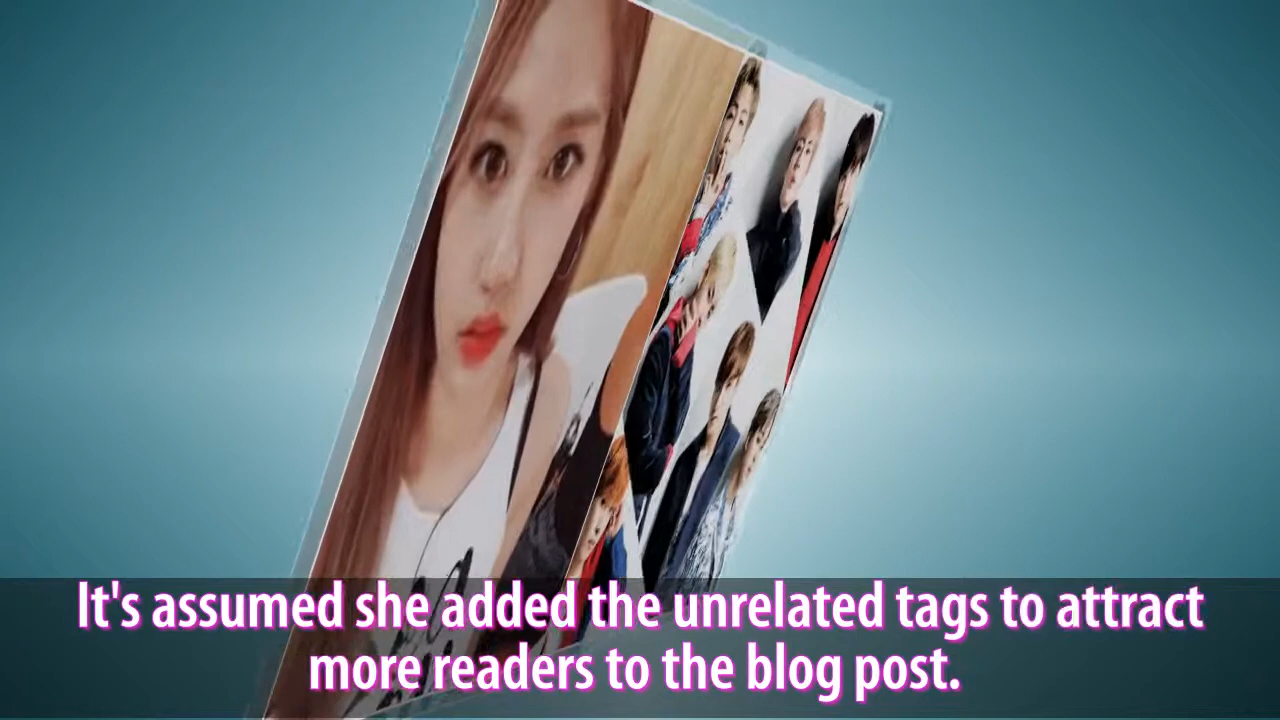 It's assumed she added the unrelated tags to attract
more readers to the blog post.